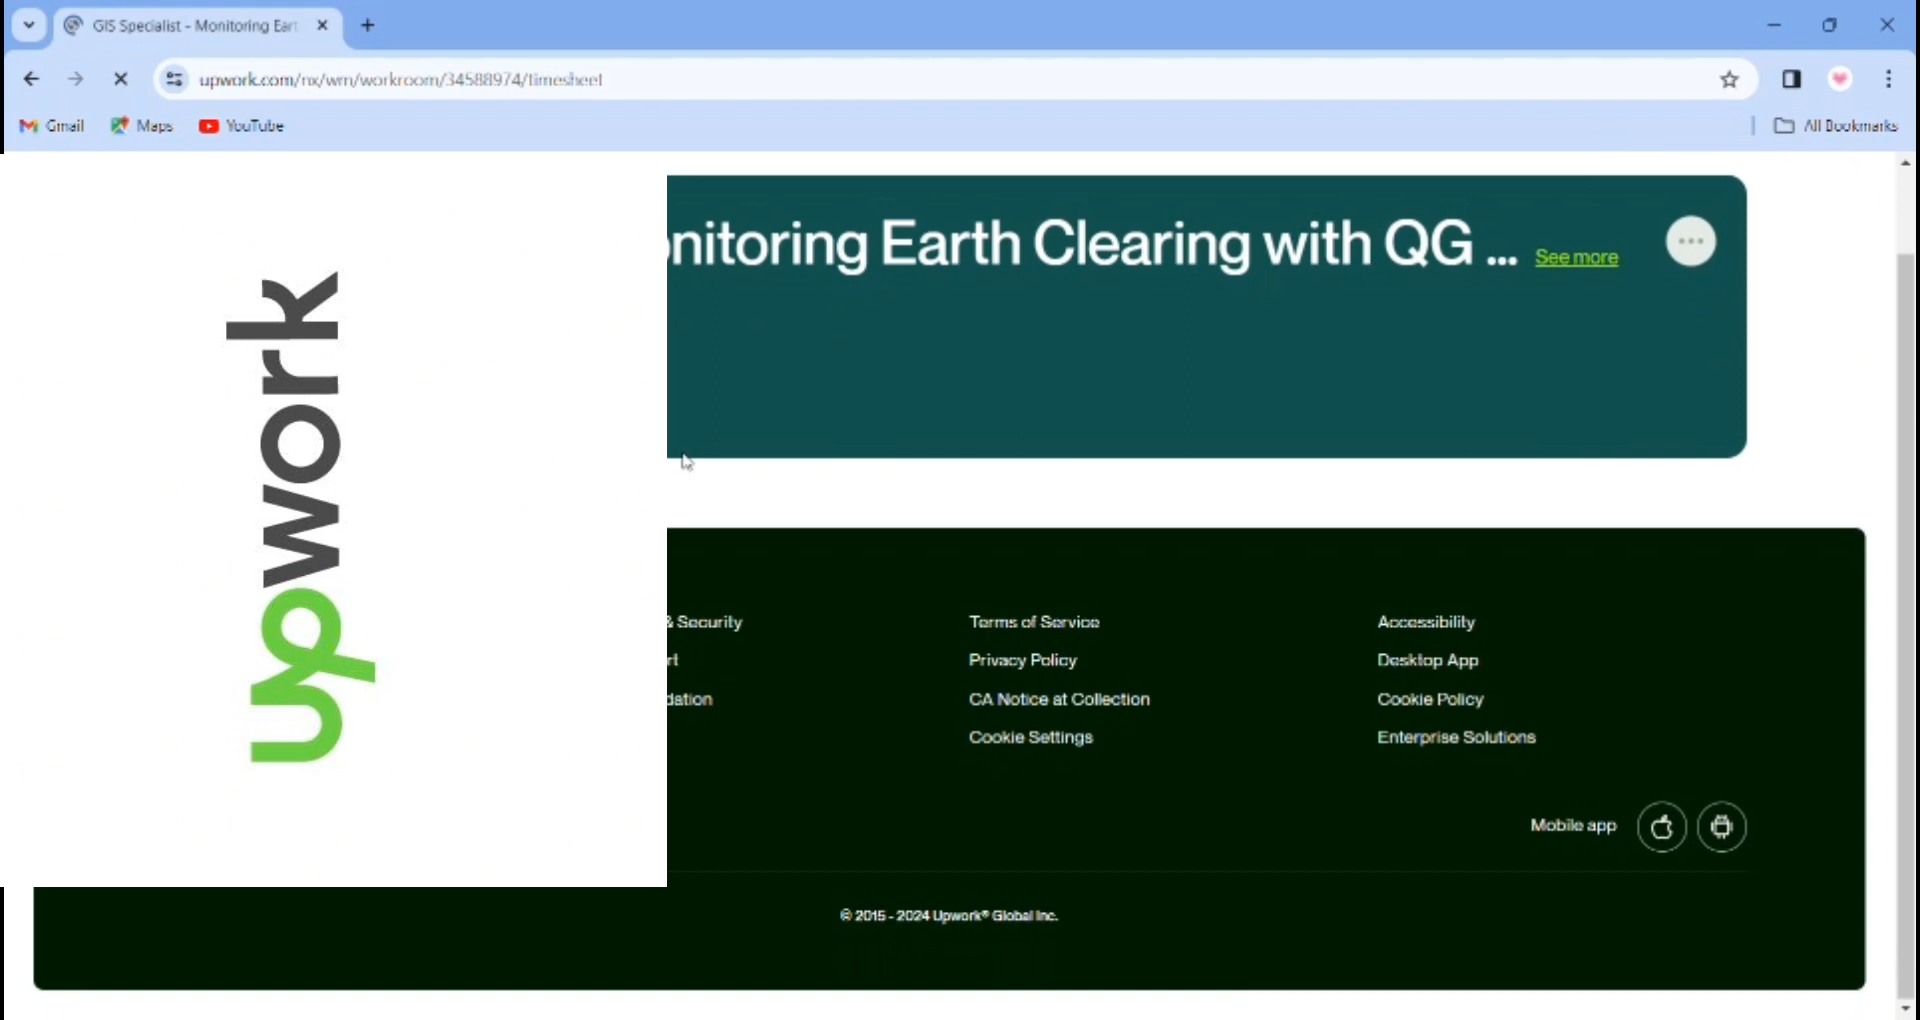 GIS Specialist - Monitoring Eart
upwork.com/nx/wm/workroom/34588974/timesheet
Gmail Maps YouTube All Bookmarks
upwork
onitoring Earth Clearing with QG ... See more
& Security Terms of Service Accessibility
rt Privacy Policy Desktop App
dation CA Notice at Collection Cookie Policy
Cookie Settings Enterprise Solutions
Mobile app
© 2015 - 2024 Upwork® Global Inc.